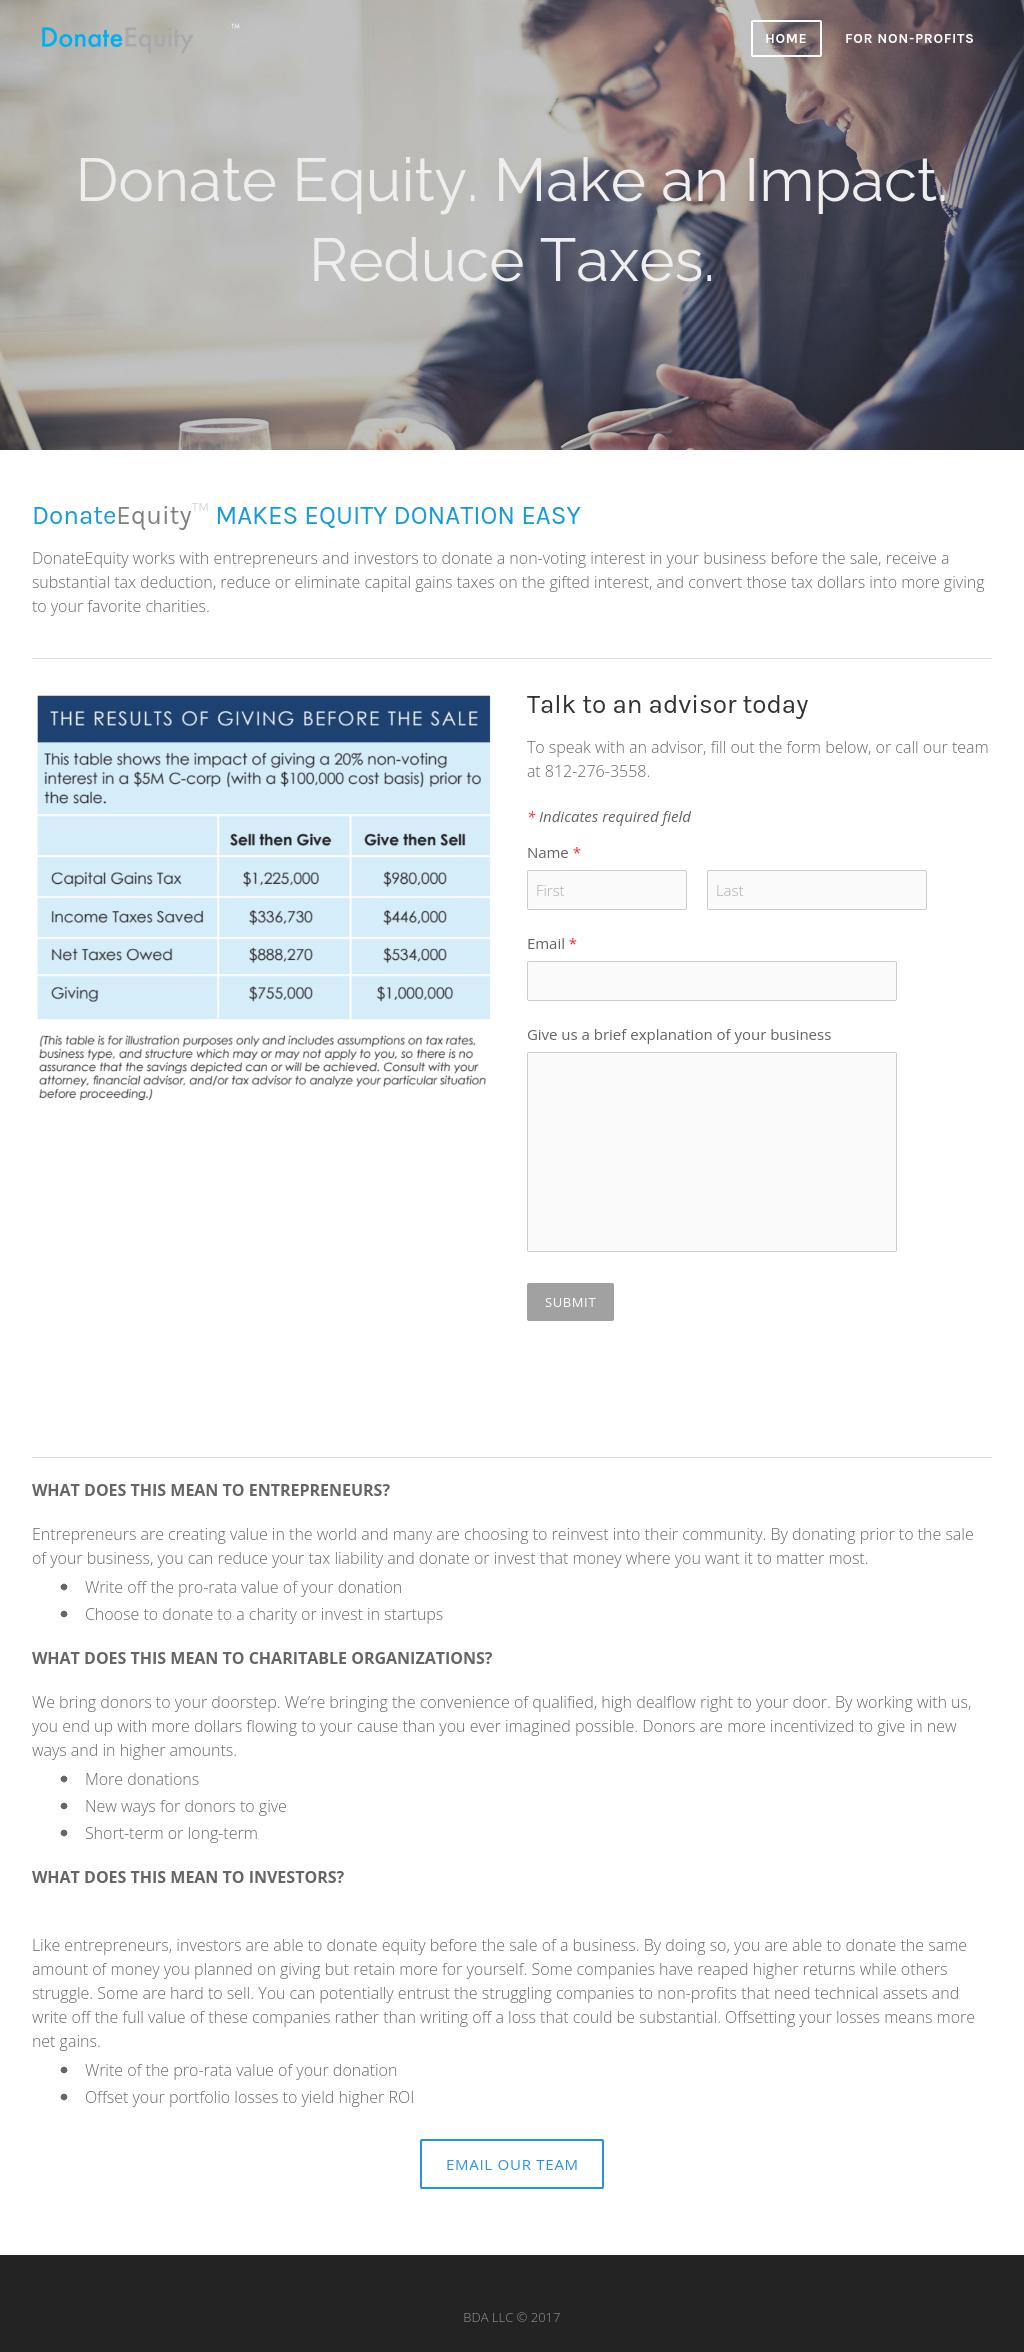 DonateEquity ™
HOME
FOR NON-PROFITS
Donate Equity. Make an Impact.
Reduce Taxes.
DonateEquity™ MAKES EQUITY DONATION EASY
DonateEquity works with entrepreneurs and investors to donate a non-voting interest in your business before the sale, receive a
substantial tax deduction, reduce or eliminate capital gains taxes on the gifted interest, and convert those tax dollars into more giving
to your favorite charities.
THE RESULTS OF GIVING BEFORE THE SALE
This table shows the impact of giving a 20% non-voting
interest in a $5M C-corp (with a $100,000 cost basis) prior to
the sale.
Sell then Give Give then Sell
Capital Gains Tax $1,225,000 $980,000
Income Taxes Saved $336,730 $446,000
Net Taxes Owed $888,270 $534,000
Giving $755,000 $1,000,000
(This table is for illustration purposes only and includes assumptions on tax rates,
business type, and structure which may or may not apply to you, so there is no
assurance that the savings depicted can or will be achieved. Consult with your
attorney, financial advisor, and/or tax advisor to analyze your particular situation
before proceeding.)
Talk to an advisor today
To speak with an advisor, fill out the form below, or call our team
at 812-276-3558.
* Indicates required field
Name *
First
Last
Email *
Give us a brief explanation of your business
SUBMIT
WHAT DOES THIS MEAN TO ENTREPRENEURS?
Entrepreneurs are creating value in the world and many are choosing to reinvest into their community. By donating prior to the sale
of your business, you can reduce your tax liability and donate or invest that money where you want it to matter most.
• Write off the pro-rata value of your donation
• Choose to donate to a charity or invest in startups
WHAT DOES THIS MEAN TO CHARITABLE ORGANIZATIONS?
We bring donors to your doorstep. We’re bringing the convenience of qualified, high dealflow right to your door. By working with us,
you end up with more dollars flowing to your cause than you ever imagined possible. Donors are more incentivized to give in new
ways and in higher amounts.
• More donations
• New ways for donors to give
• Short-term or long-term
WHAT DOES THIS MEAN TO INVESTORS?
Like entrepreneurs, investors are able to donate equity before the sale of a business. By doing so, you are able to donate the same
amount of money you planned on giving but retain more for yourself. Some companies have reaped higher returns while others
struggle. Some are hard to sell. You can potentially entrust the struggling companies to non-profits that need technical assets and
write off the full value of these companies rather than writing off a loss that could be substantial. Offsetting your losses means more
net gains.
• Write of the pro-rata value of your donation
• Offset your portfolio losses to yield higher ROI
EMAIL OUR TEAM
BDA LLC © 2017